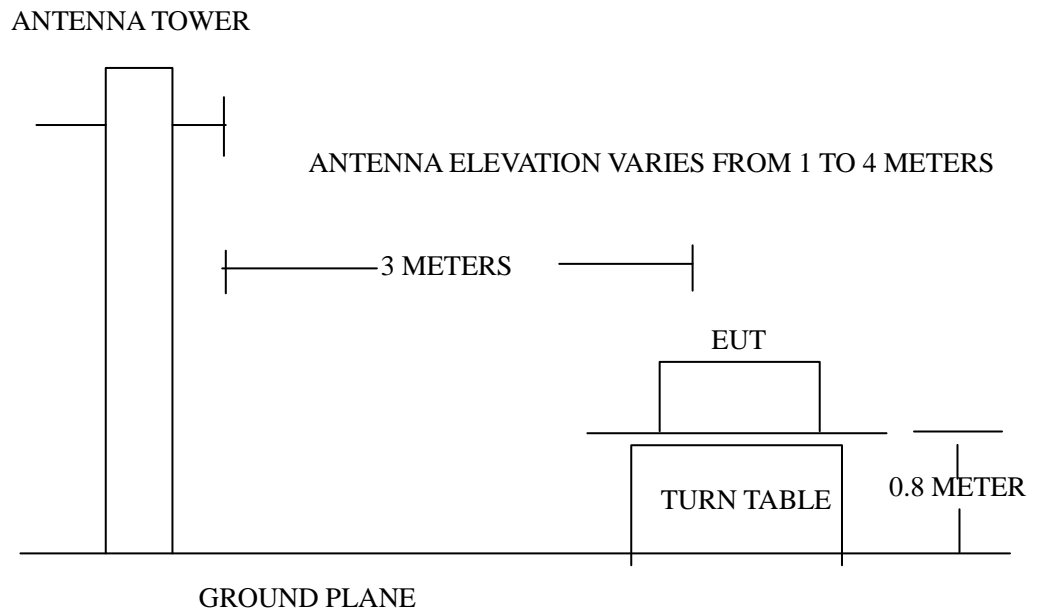 ANTENNA TOWER
ANTENNA ELEVATION VARIES FROM 1 TO 4 METERS
3 METERS
EUT
TURN TABLE
0.8 METER
GROUND PLANE